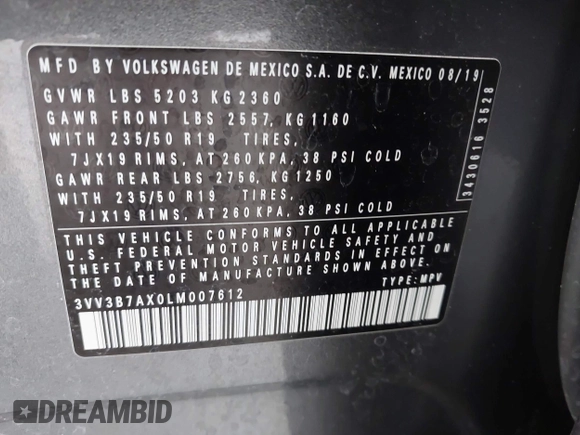 MFD BY VOLKSWAGEN DE MEXICO S.A. DE C.V. MEXICO 08/19
GVWR LBS 5203 KG 2360
GAWR FRONT LBS 2557, KG 1160
WITH 235/50 R19 TIRES,
7JX19 RIMS, AT 260 KPA, 38 PSI COLD
GAWR REAR LBS 2756, KG 1250
WITH 235/50 R19 TIRES,
7JX19 RIMS, AT 260 KPA, 38 PSI COLD
THIS VEHICLE CONFORMS TO ALL APPLICABLE
U.S. FEDERAL MOTOR VEHICLE SAFETY AND
THEFT PREVENTION STANDARDS IN EFFECT ON
THE DATE OF MANUFACTURE SHOWN ABOVE.
3VV3B7AX0LM007612 TYPE: MPV
3430616 3528
DREAMBID